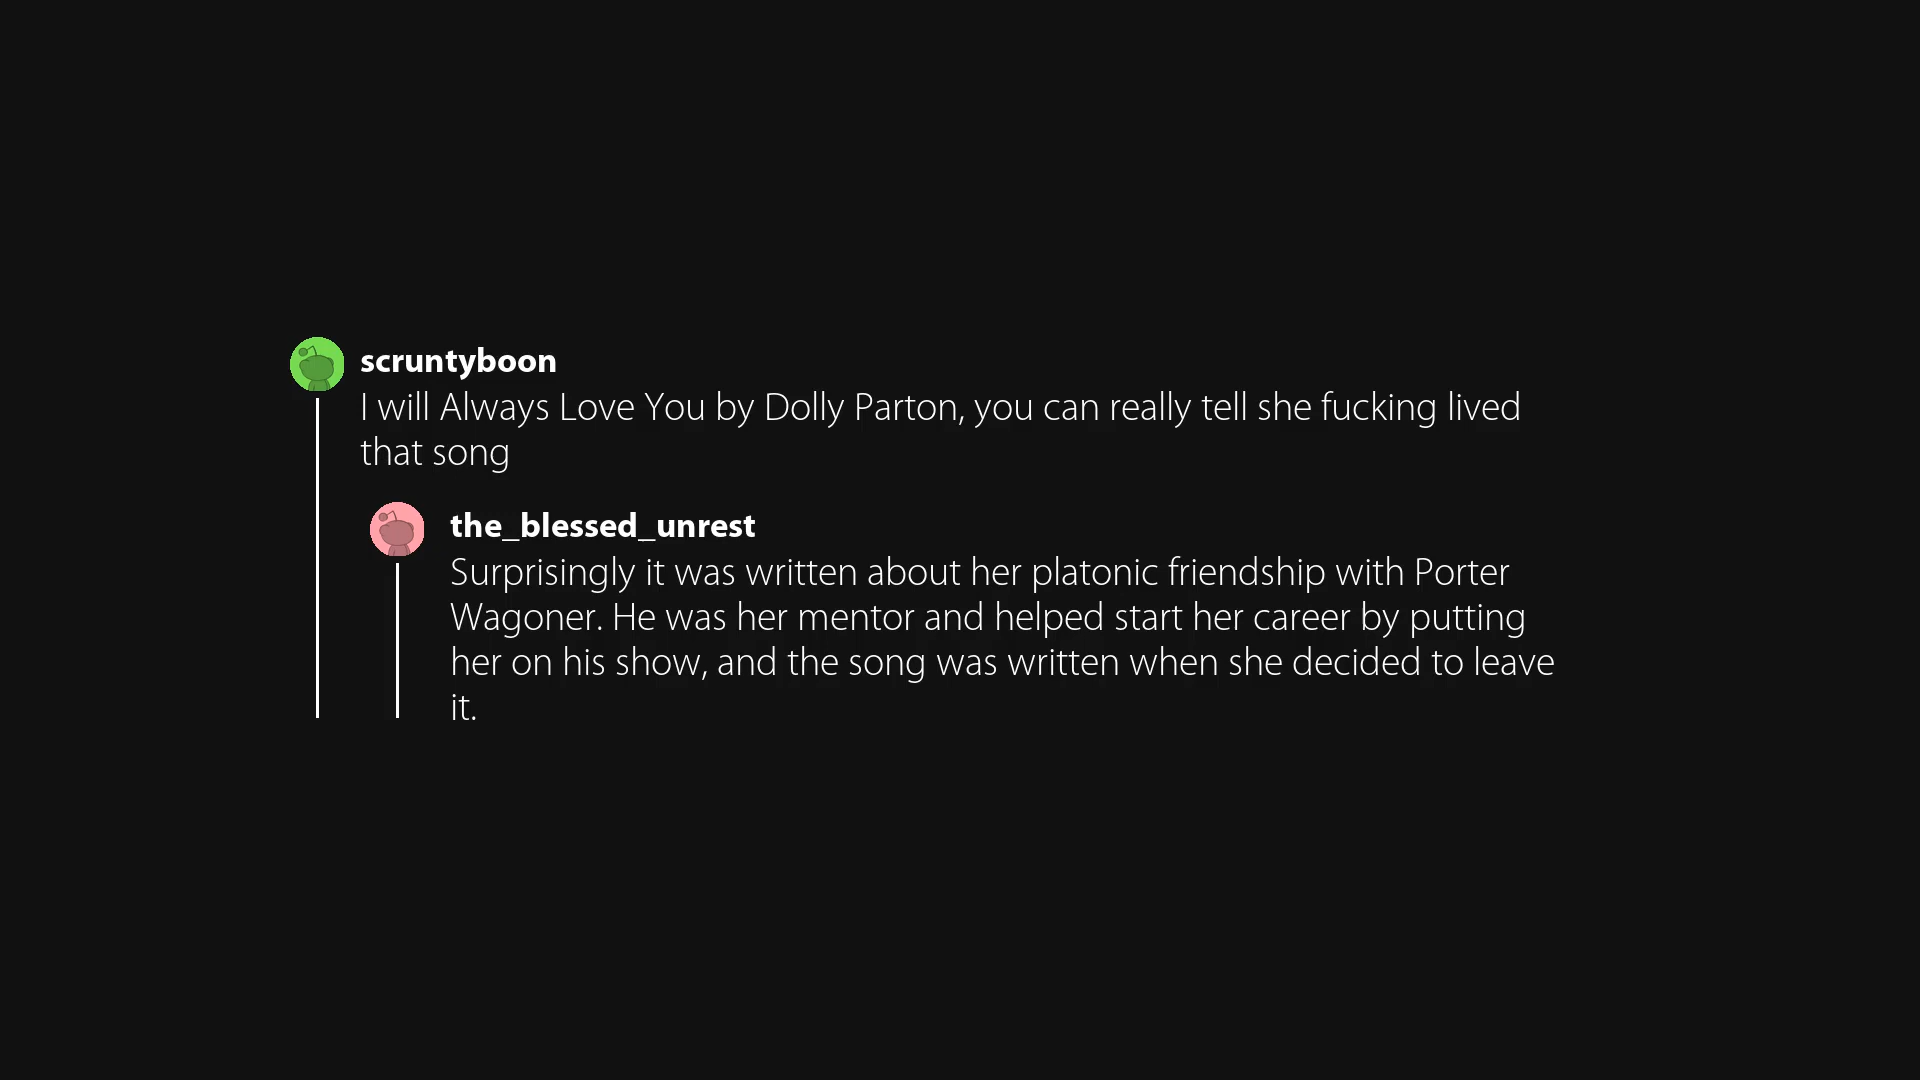 scruntyboon
I will Always Love You by Dolly Parton, you can really tell she fucking lived
that song
the_blessed_unrest
Surprisingly it was written about her platonic friendship with Porter
Wagoner. He was her mentor and helped start her career by putting
her on his show, and the song was written when she decided to leave
it.